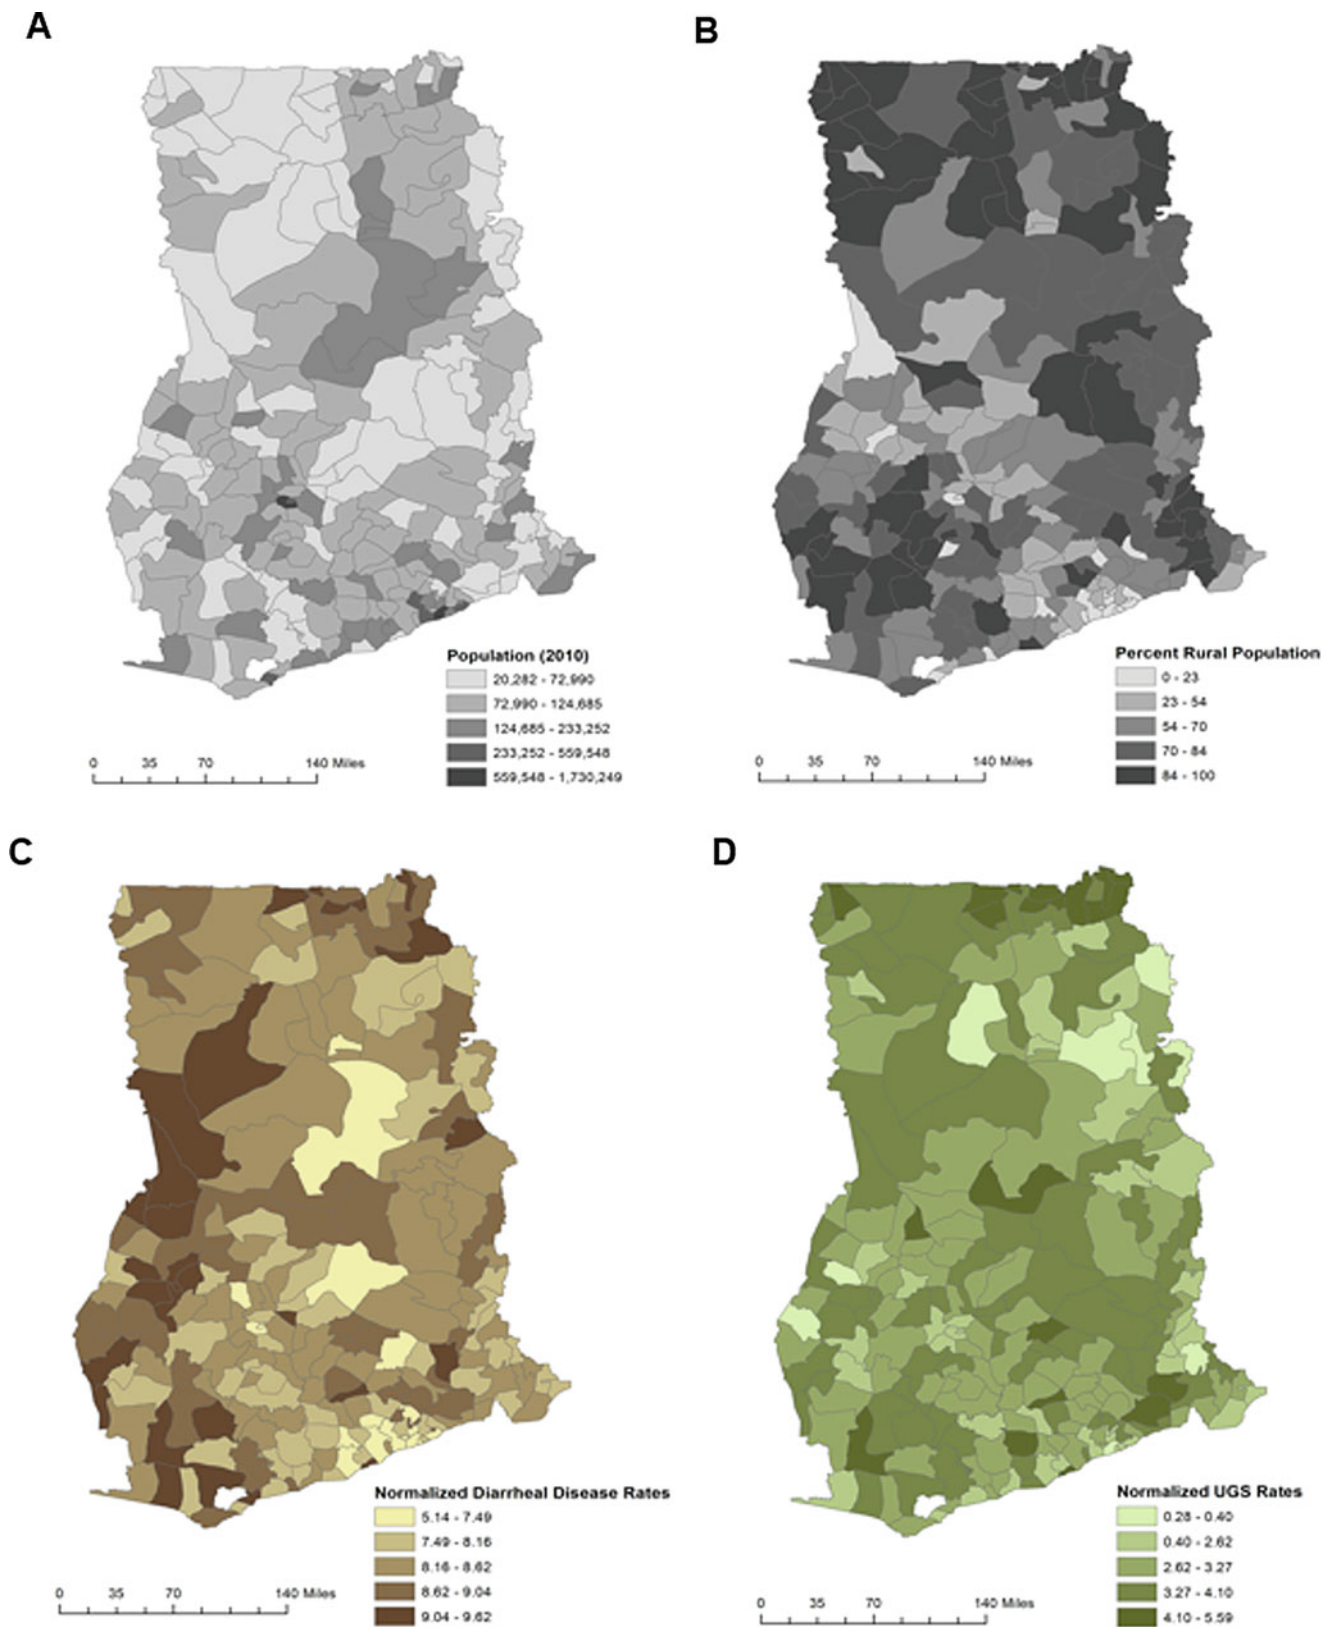 A
B
Population (2010)
20,282 - 72,990
72,990 - 124,685
124,685 - 233,252
233,252 - 559,548
559,548 - 1,730,249
0 35 70 140 Miles
Percent Rural Population
0 - 23
23 - 54
54 - 70
70 - 84
84 - 100
0 35 70 140 Miles
C
D
Normalized Diarrheal Disease Rates
5.14 - 7.49
7.49 - 8.16
8.16 - 8.62
8.62 - 9.04
9.04 - 9.62
0 35 70 140 Miles
Normalized UGS Rates
0.28 - 0.40
0.40 - 2.62
2.62 - 3.27
3.27 - 4.10
4.10 - 5.59
0 35 70 140 Miles